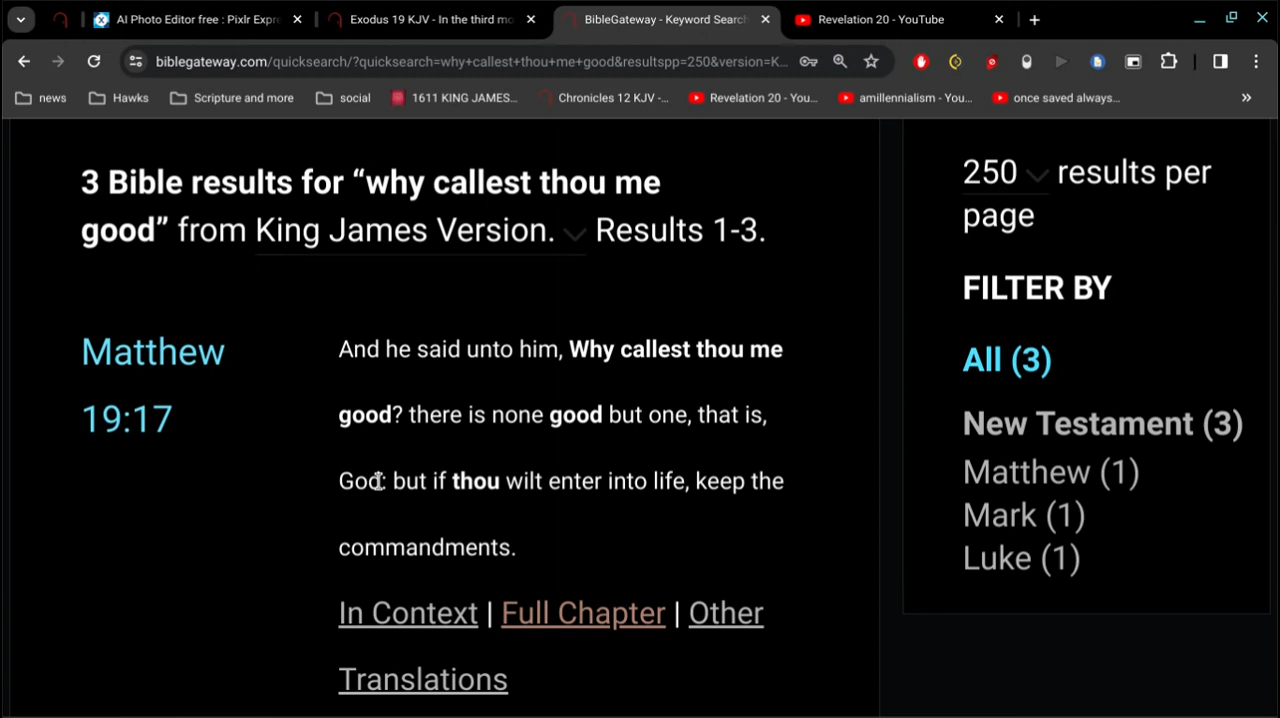 AI Photo Editor free : Pixlr Expre
Exodus 19 KJV - In the third mo
BibleGateway - Keyword Search
Revelation 20 - YouTube
biblegateway.com/quicksearch/?quicksearch=why+callest+thou+me+good&resultspp=250&version=K...
news
Hawks
Scripture and more
social
1611 KING JAMES...
Chronicles 12 KJV -...
Revelation 20 - You...
amillennialism - You...
once saved always...
3 Bible results for “why callest thou me
good” from King James Version. Results 1-3.
Matthew
19:17
And he said unto him, Why callest thou me
good? there is none good but one, that is,
God: but if thou wilt enter into life, keep the
commandments.
In Context | Full Chapter | Other
Translations
250 results per
page
FILTER BY
All (3)
New Testament (3)
Matthew (1)
Mark (1)
Luke (1)